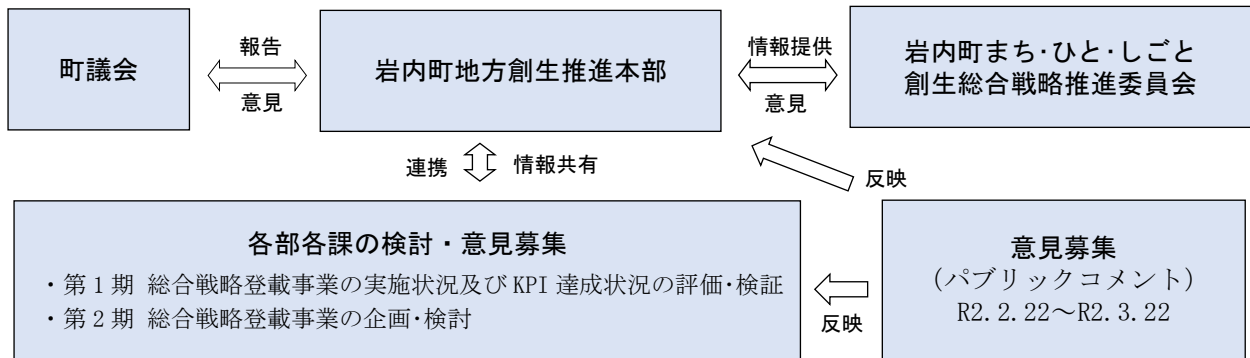 町議会
報告
意見
岩内町地方創生推進本部
情報提供
意見
岩内町まち・ひと・しごと
創生総合戦略推進委員会
連携
情報共有
反映
各部各課の検討・意見募集
・第1期 総合戦略登載事業の実施状況及び KPI 達成状況の評価・検証
・第2期 総合戦略登載事業の企画・検討
反映
意見募集
(パブリックコメント)
R2.2.22～R2.3.22